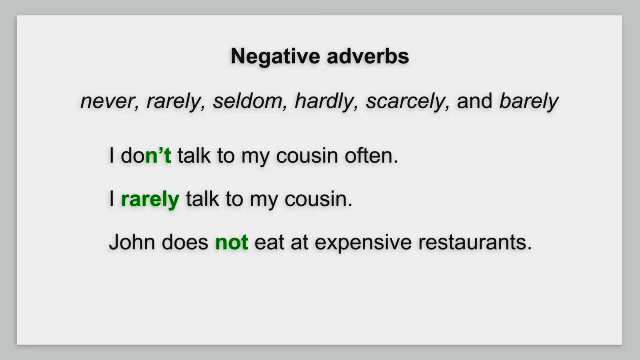 Negative adverbs
never, rarely, seldom, hardly, scarcely, and barely
I don’t talk to my cousin often.
I rarely talk to my cousin.
John does not eat at expensive restaurants.